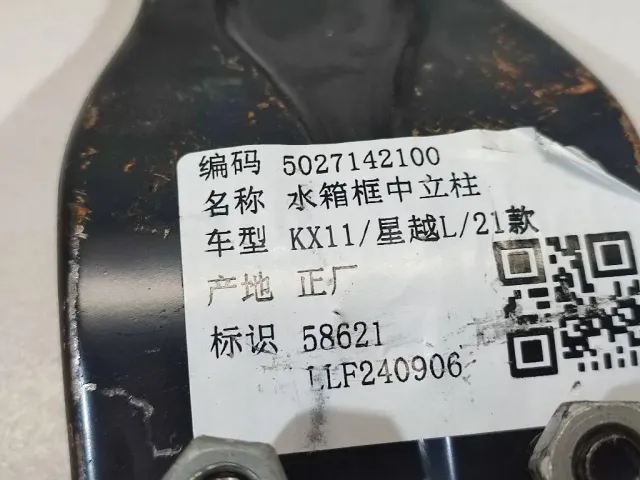 编码 5027142100
名称 水箱框中立柱
车型 KX11/星越L/21款
产地 正厂
标识 58621
LLF240906